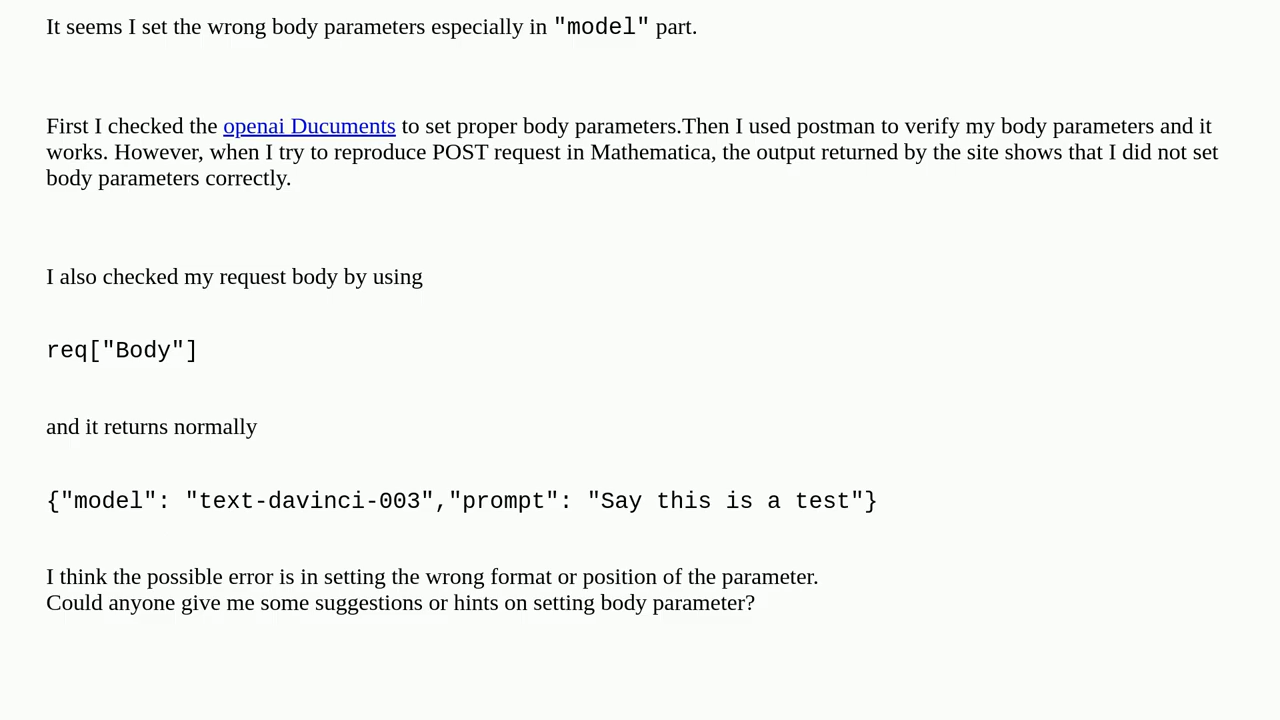 It seems I set the wrong body parameters especially in "model" part.
First I checked the openai Ducuments to set proper body parameters.Then I used postman to verify my body parameters and it
works. However, when I try to reproduce POST request in Mathematica, the output returned by the site shows that I did not set
body parameters correctly.
I also checked my request body by using
req["Body"]
and it returns normally
{"model": "text-davinci-003","prompt": "Say this is a test"}
I think the possible error is in setting the wrong format or position of the parameter.
Could anyone give me some suggestions or hints on setting body parameter?